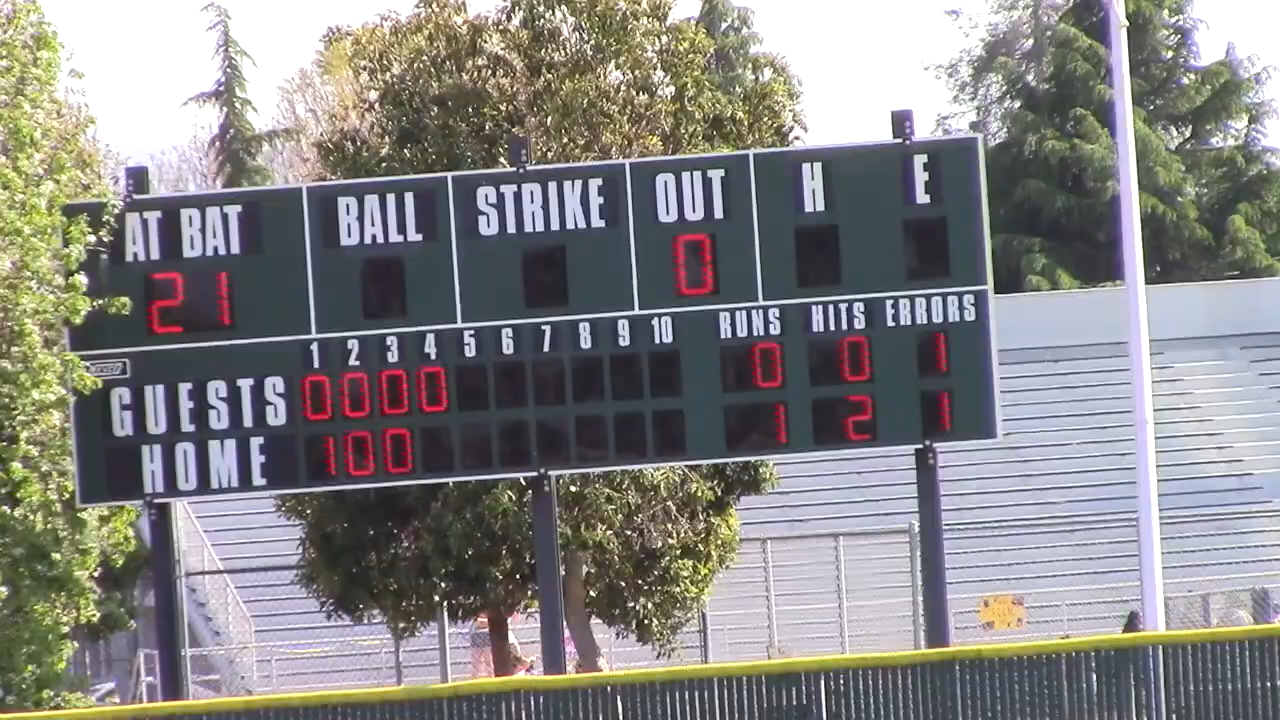 AT BAT BALL STRIKE OUT H E
21 0
1 2 3 4 5 6 7 8 9 10 RUNS HITS ERRORS
GUESTS 0 0 0 0 0 0 1
HOME 1 0 0 1 2 1